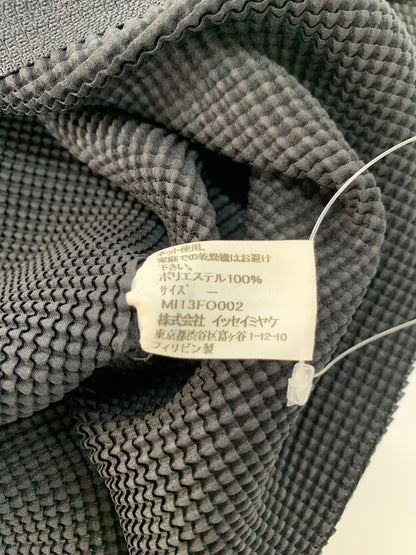 ネット使用。
家庭での乾燥機はお避け
下さい。
ポリエステル100%
サイズ ー
MI13FO002
株式会社 イッセイミヤケ
東京都渋谷区富ヶ谷1-12-10
フィリピン製